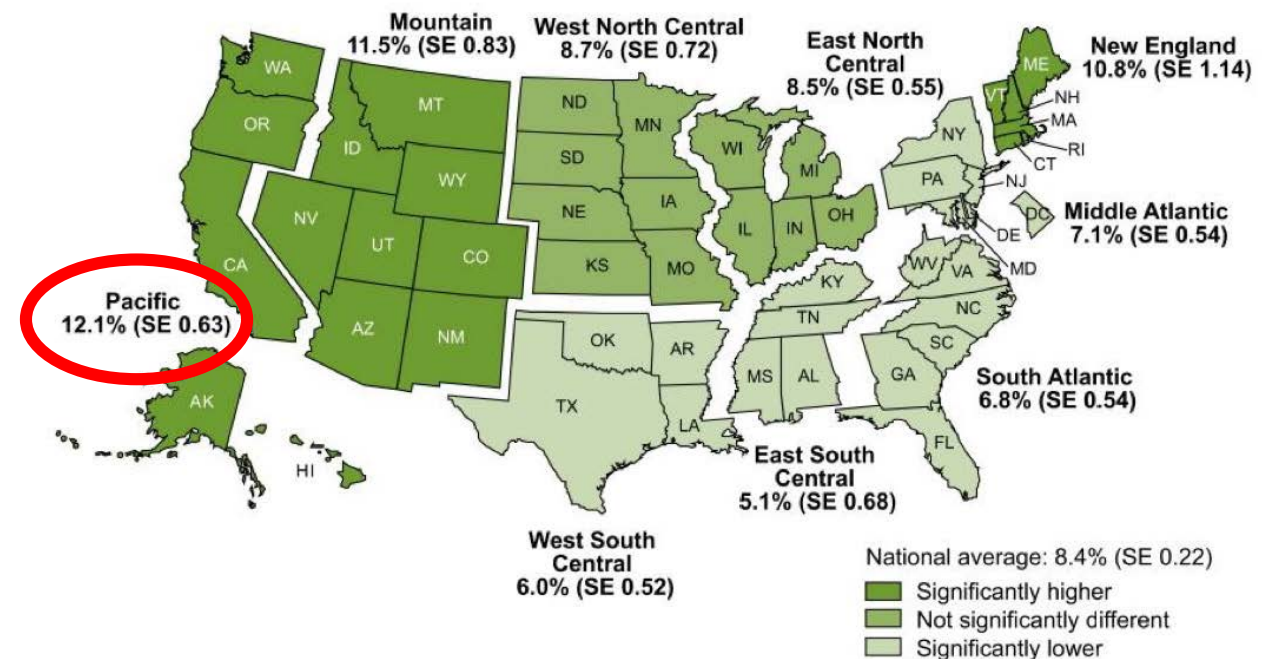 Mountain
11.5% (SE 0.83)
West North Central
8.7% (SE 0.72)
East North
Central
8.5% (SE 0.55)
New England
10.8% (SE 1.14)
WA
OR
CA
ID
MT
WY
NV
UT
CO
AZ
NM
ND
SD
NE
KS
MN
IA
MO
WI
MI
IL
IN
OH
NY
PA
ME
VT
NH
MA
RI
CT
NJ
DC
DE
MD
Middle Atlantic
7.1% (SE 0.54)
Pacific
12.1% (SE 0.63)
AK
HI
KY
TN
MS
AL
WV
VA
NC
SC
GA
FL
OK
AR
TX
LA
South Atlantic
6.8% (SE 0.54)
East South
Central
5.1% (SE 0.68)
West South
Central
6.0% (SE 0.52)
National average: 8.4% (SE 0.22)
Significantly higher
Not significantly different
Significantly lower